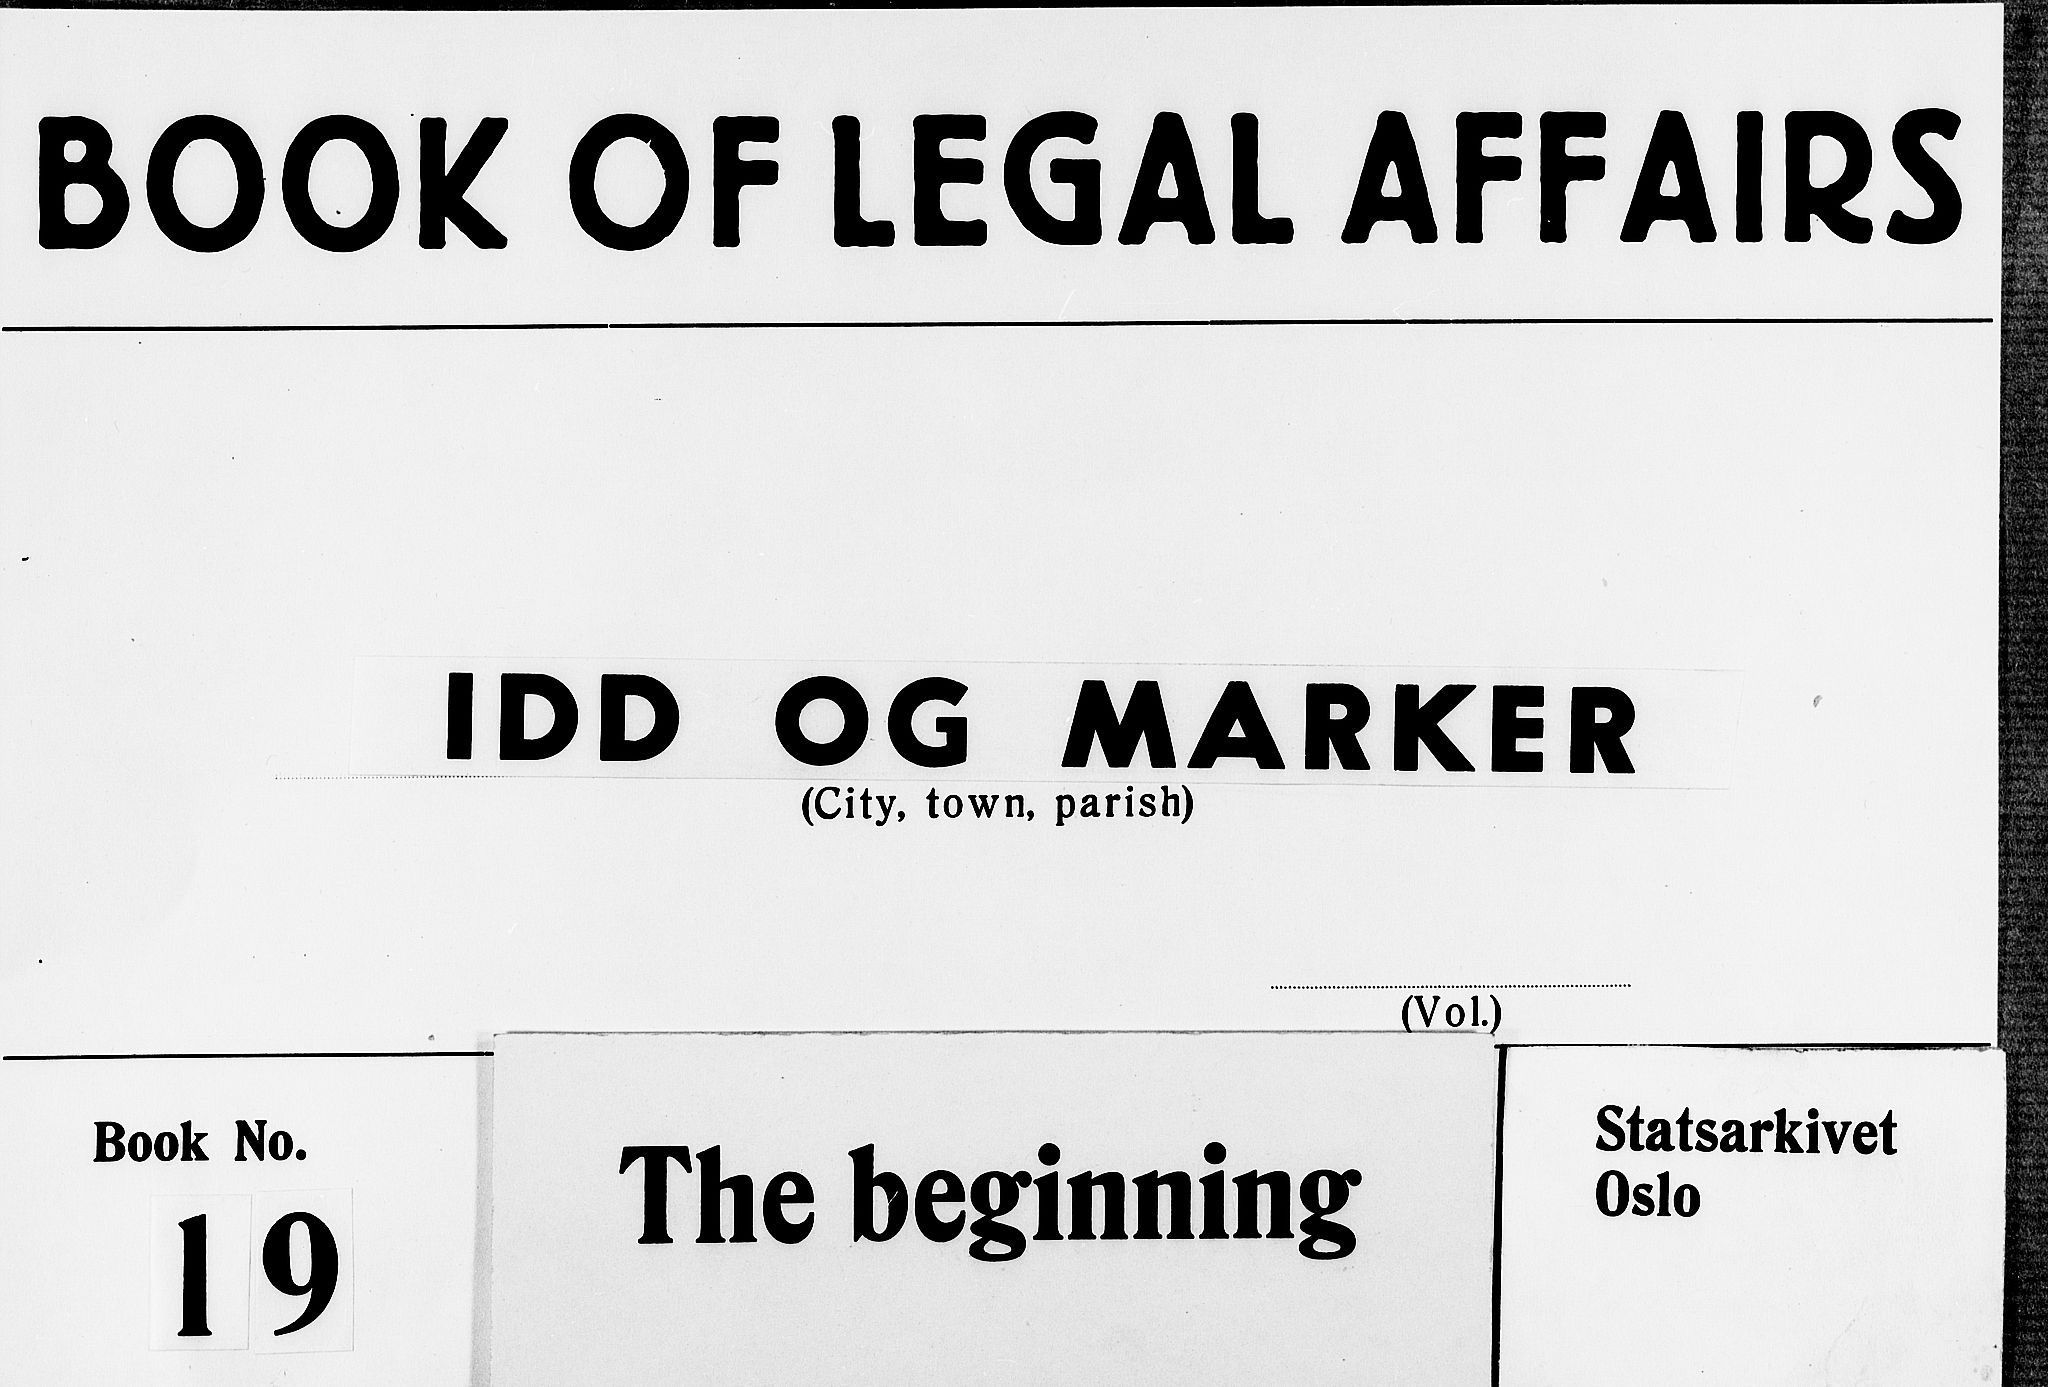 BOOK OF LEGAL AFFAIRS
IDD OG MARKER
(City, town, parish)
(Vol.)
Book No.
19
The beginning
Statsarkivet
Oslo